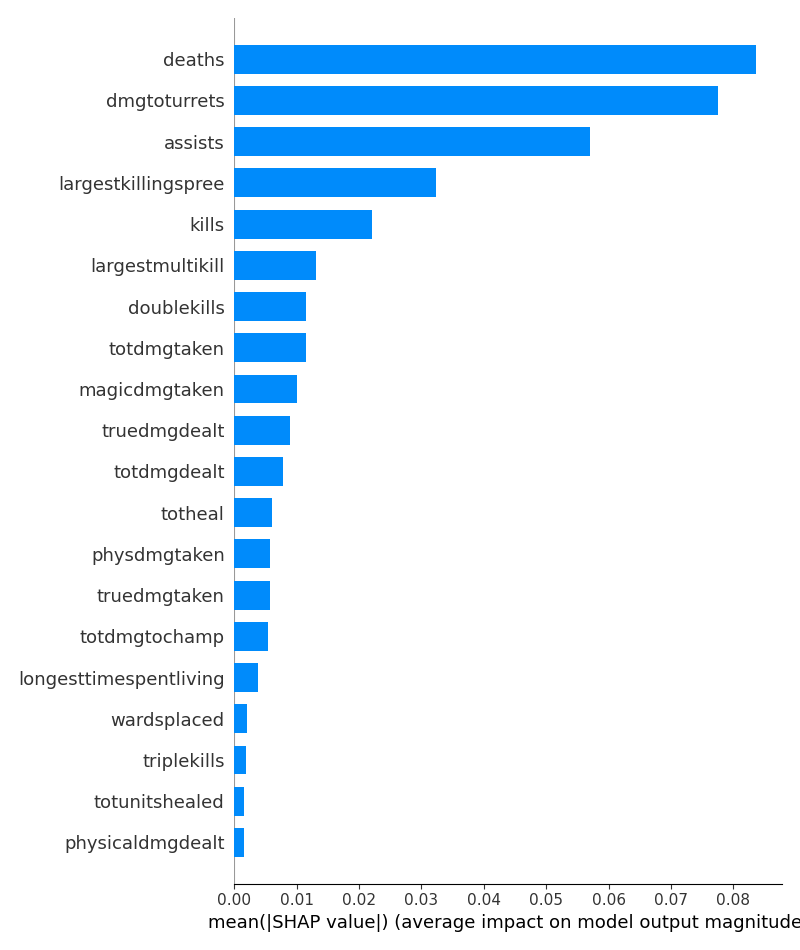 deaths
dmgtoturrets
assists
largestkillingspree
kills
largestmultikill
doublekills
totdmgtaken
magicdmgtaken
truedmgdealt
totdmgdealt
totheal
physdmgtaken
truedmgtaken
totdmgtochamp
longesttimespentliving
wardsplaced
triplekills
totunitshealed
physicaldmgdealt
0.00 0.01 0.02 0.03 0.04 0.05 0.06 0.07 0.08
mean(|SHAP value|) (average impact on model output magnitude